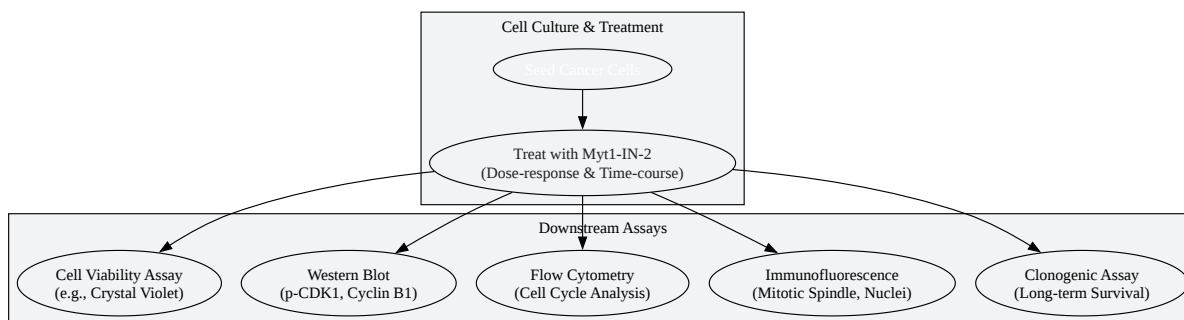 Cell Culture & Treatment
Seed Cancer Cells
Treat with Myt1-IN-2
(Dose-response & Time-course)
Downstream Assays
Cell Viability Assay
(e.g., Crystal Violet)
Western Blot
(p-CDK1, Cyclin B1)
Flow Cytometry
(Cell Cycle Analysis)
Immunofluorescence
(Mitotic Spindle, Nuclei)
Clonogenic Assay
(Long-term Survival)